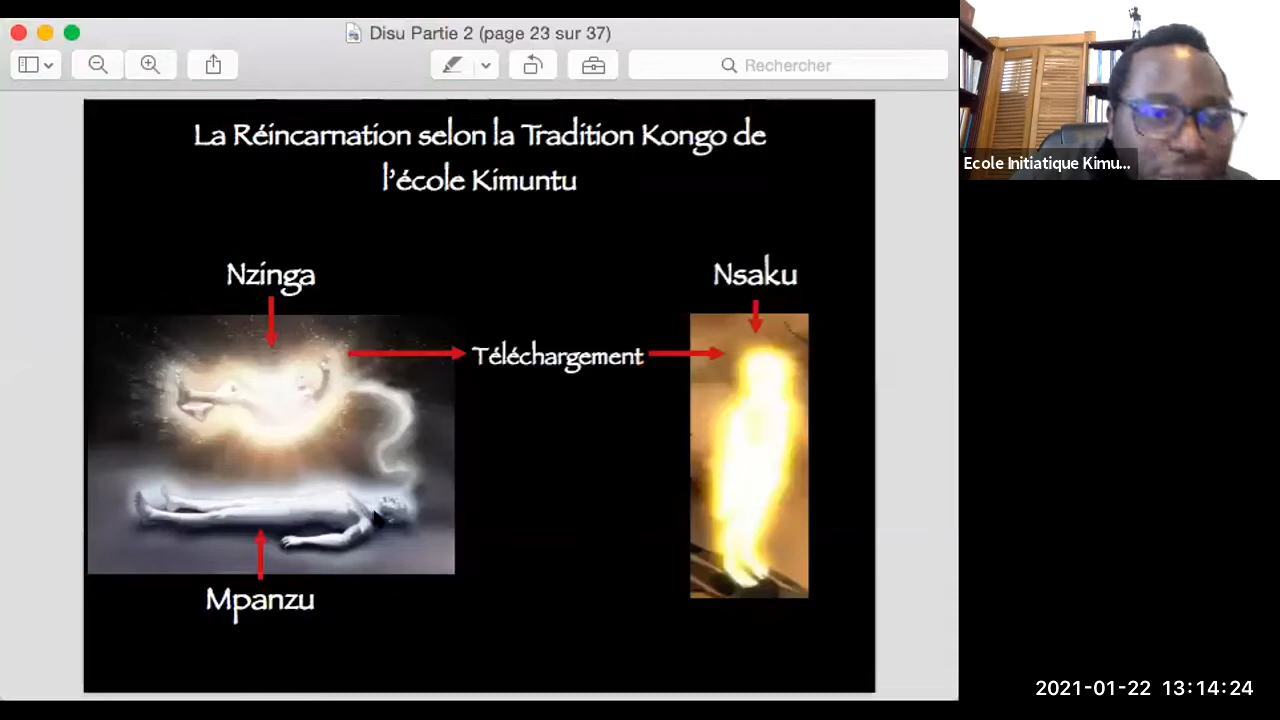 Disu Partie 2 (page 23 sur 37)
Rechercher
La Réincarnation selon la Tradition Kongo de
l'école Kimuntu
Nzinga
Nsaku
Téléchargement
Mpanzu
Ecole Initiatique Kimu...
2021-01-22 13:14:24